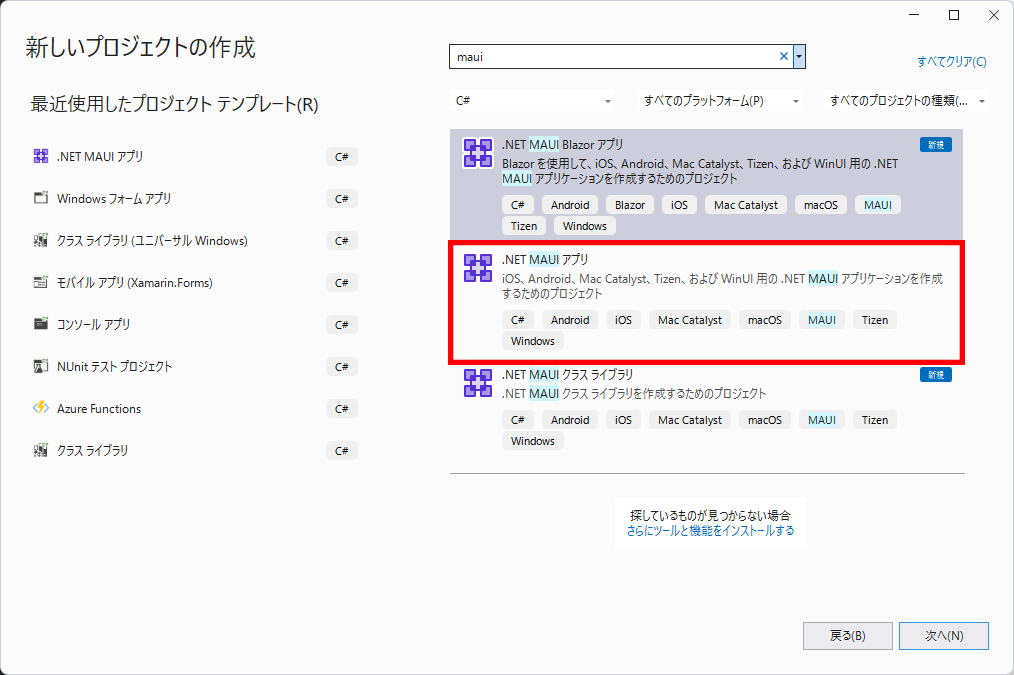 新しいプロジェクトの作成
maui
すべてクリア(C)
最近使用したプロジェクト テンプレート(R)
C#
すべてのプラットフォーム(P)
すべてのプロジェクトの種類(...
.NET MAUI アプリ C#
Windows フォーム アプリ C#
クラス ライブラリ (ユニバーサル Windows) C#
モバイル アプリ (Xamarin.Forms) C#
コンソール アプリ C#
NUnit テスト プロジェクト C#
Azure Functions C#
クラス ライブラリ C#
.NET MAUI Blazor アプリ 新規
Blazor を使用して、iOS、Android、Mac Catalyst、Tizen、および WinUI 用の .NET
MAUI アプリケーションを作成するためのプロジェクト
C# Android Blazor iOS Mac Catalyst macOS MAUI
Tizen Windows
.NET MAUI アプリ
iOS、Android、Mac Catalyst、Tizen、および WinUI 用の .NET MAUI アプリケーションを作成
するためのプロジェクト
C# Android iOS Mac Catalyst macOS MAUI Tizen
Windows
.NET MAUI クラス ライブラリ 新規
.NET MAUI クラス ライブラリを作成するためのプロジェクト
C# Android iOS Mac Catalyst macOS MAUI Tizen
Windows
探しているものが見つからない場合
さらにツールと機能をインストールする
戻る(B) 次へ(N)